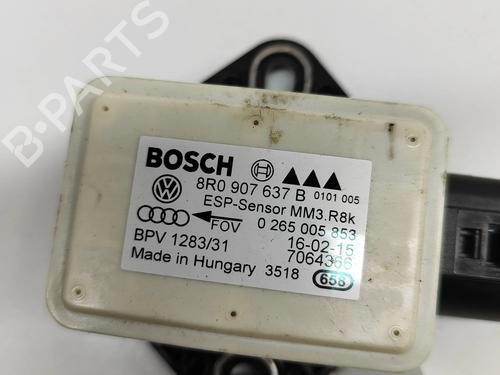 B-PARTS
BOSCH
8R0 907 637 B 0101 005
ESP-Sensor MM3.R8k
FOV 0 265 005 853
BPV 1283/31 16-02-15
7064366
Made in Hungary 3518 658